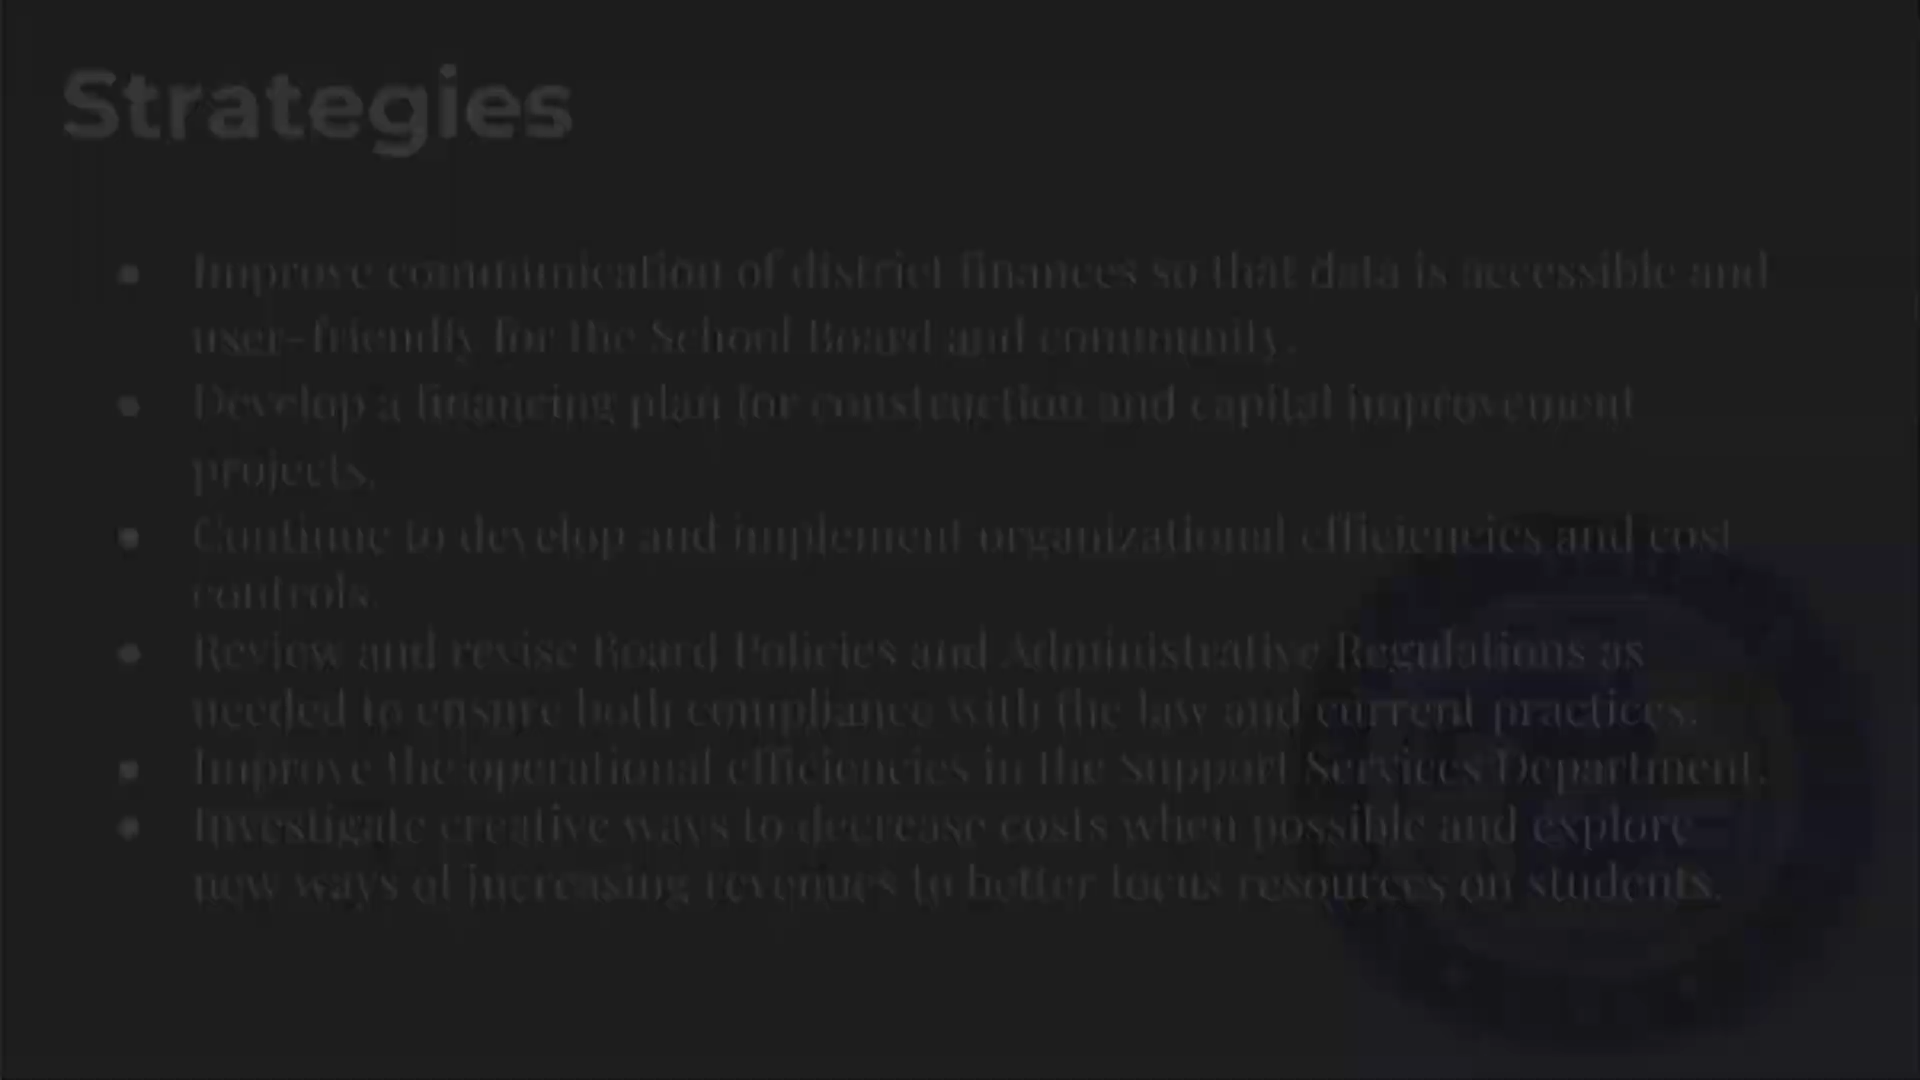 Strategies
• Improve communication of district finances so that data is accessible and
user-friendly for the School Board and community.
• Develop a financing plan for construction and capital improvement
projects.
• Continue to develop and implement organizational efficiencies and cost
controls.
• Review and revise Board Policies and Administrative Regulations as
needed to ensure both compliance with the law and current practices.
• Improve the operational efficiencies in the Support Services Department.
• Investigate creative ways to decrease costs when possible and explore
new ways of increasing revenues to better focus resources on students.